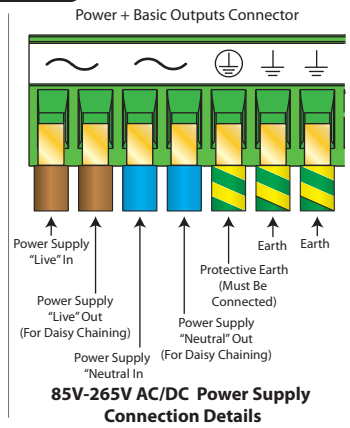 Power + Basic Outputs Connector
Power Supply
"Live" In
Power Supply
"Live" Out
(For Daisy Chaining)
Power Supply
"Neutral In
Power Supply
"Neutral" Out
(For Daisy Chaining)
Protective Earth
(Must Be
Connected)
Earth
Earth
85V-265V AC/DC Power Supply
Connection Details